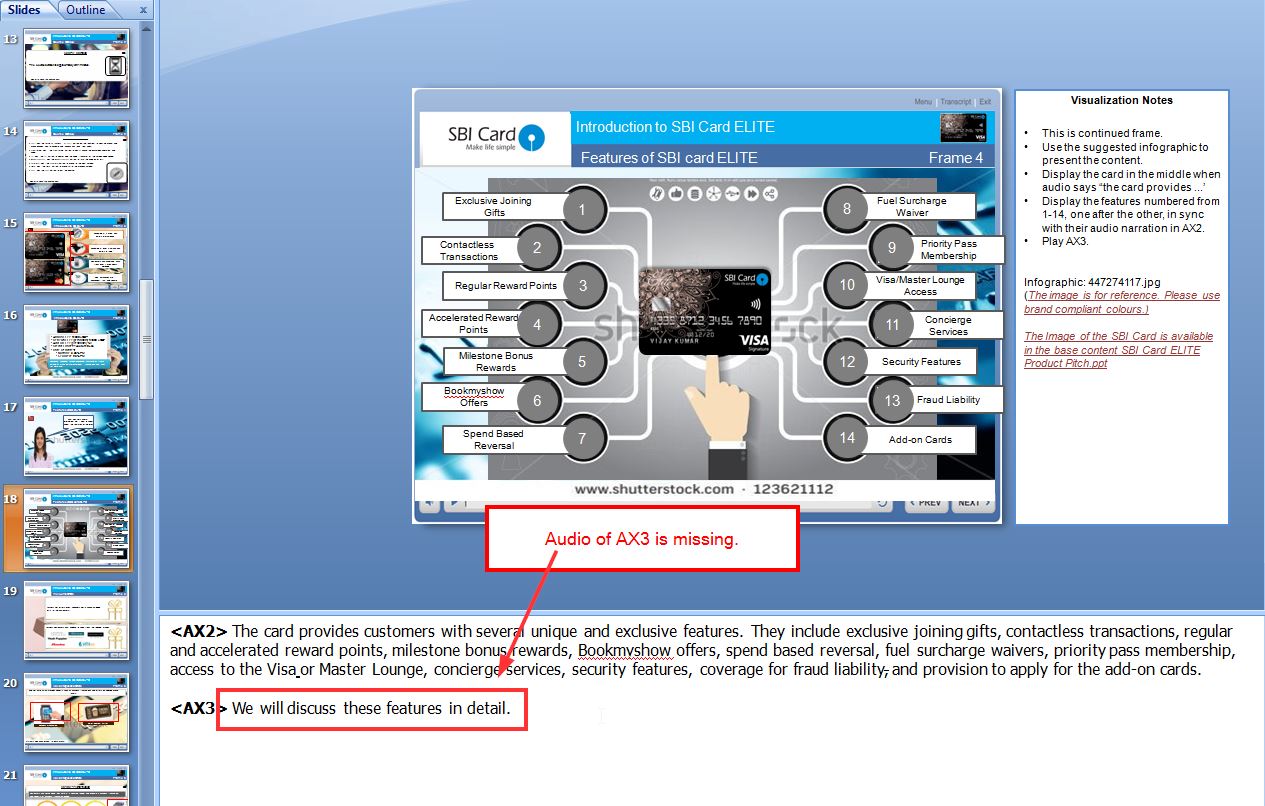 Slides
Outline
x
13
14
15
16
17
18
19
20
21
Menu | Transcript | Exit
SBI Card
Make life simple
Introduction to SBI Card ELITE
Features of SBI card ELITE
Frame 4
Exclusive Joining
Gifts
1
Contactless
Transactions
2
Regular Reward Points
3
Accelerated Reward
Points
4
Milestone Bonus
Rewards
5
Bookmyshow
Offers
6
Spend Based
Reversal
7
8
Fuel Surcharge
Waiver
9
Priority Pass
Membership
10
Visa/Master Lounge
Access
11
Concierge
Services
12
Security Features
13
Fraud Liability
14
Add-on Cards
SBI Card
VIJAY KUMAR
VISA
Signature
www.shutterstock.com · 123621112
PREV
NEXT
Visualization Notes
• This is continued frame.
• Use the suggested infographic to
present the content.
• Display the card in the middle when
audio says “the card provides ...’
• Display the features numbered from
1-14, one after the other, in sync
with their audio narration in AX2.
• Play AX3.
Infographic: 447274117.jpg
(The image is for reference. Please use
brand compliant colours.)
The Image of the SBI Card is available
in the base content SBI Card ELITE
Product Pitch.ppt
Audio of AX3 is missing.
<AX2> The card provides customers with several unique and exclusive features. They include exclusive joining gifts, contactless transactions, regular
and accelerated reward points, milestone bonus rewards, Bookmyshow offers, spend based reversal, fuel surcharge waivers, priority pass membership,
access to the Visa or Master Lounge, concierge services, security features, coverage for fraud liability, and provision to apply for the add-on cards.
<AX3> We will discuss these features in detail.